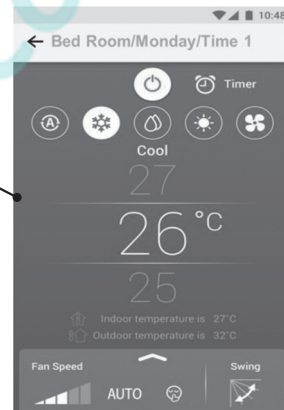 10:48
← Bed Room/Monday/Time 1
Timer
A
Cool
27
26°C
25
Indoor temperature is 27°C
Outdoor temperature is 32°C
Fan Speed Swing
AUTO